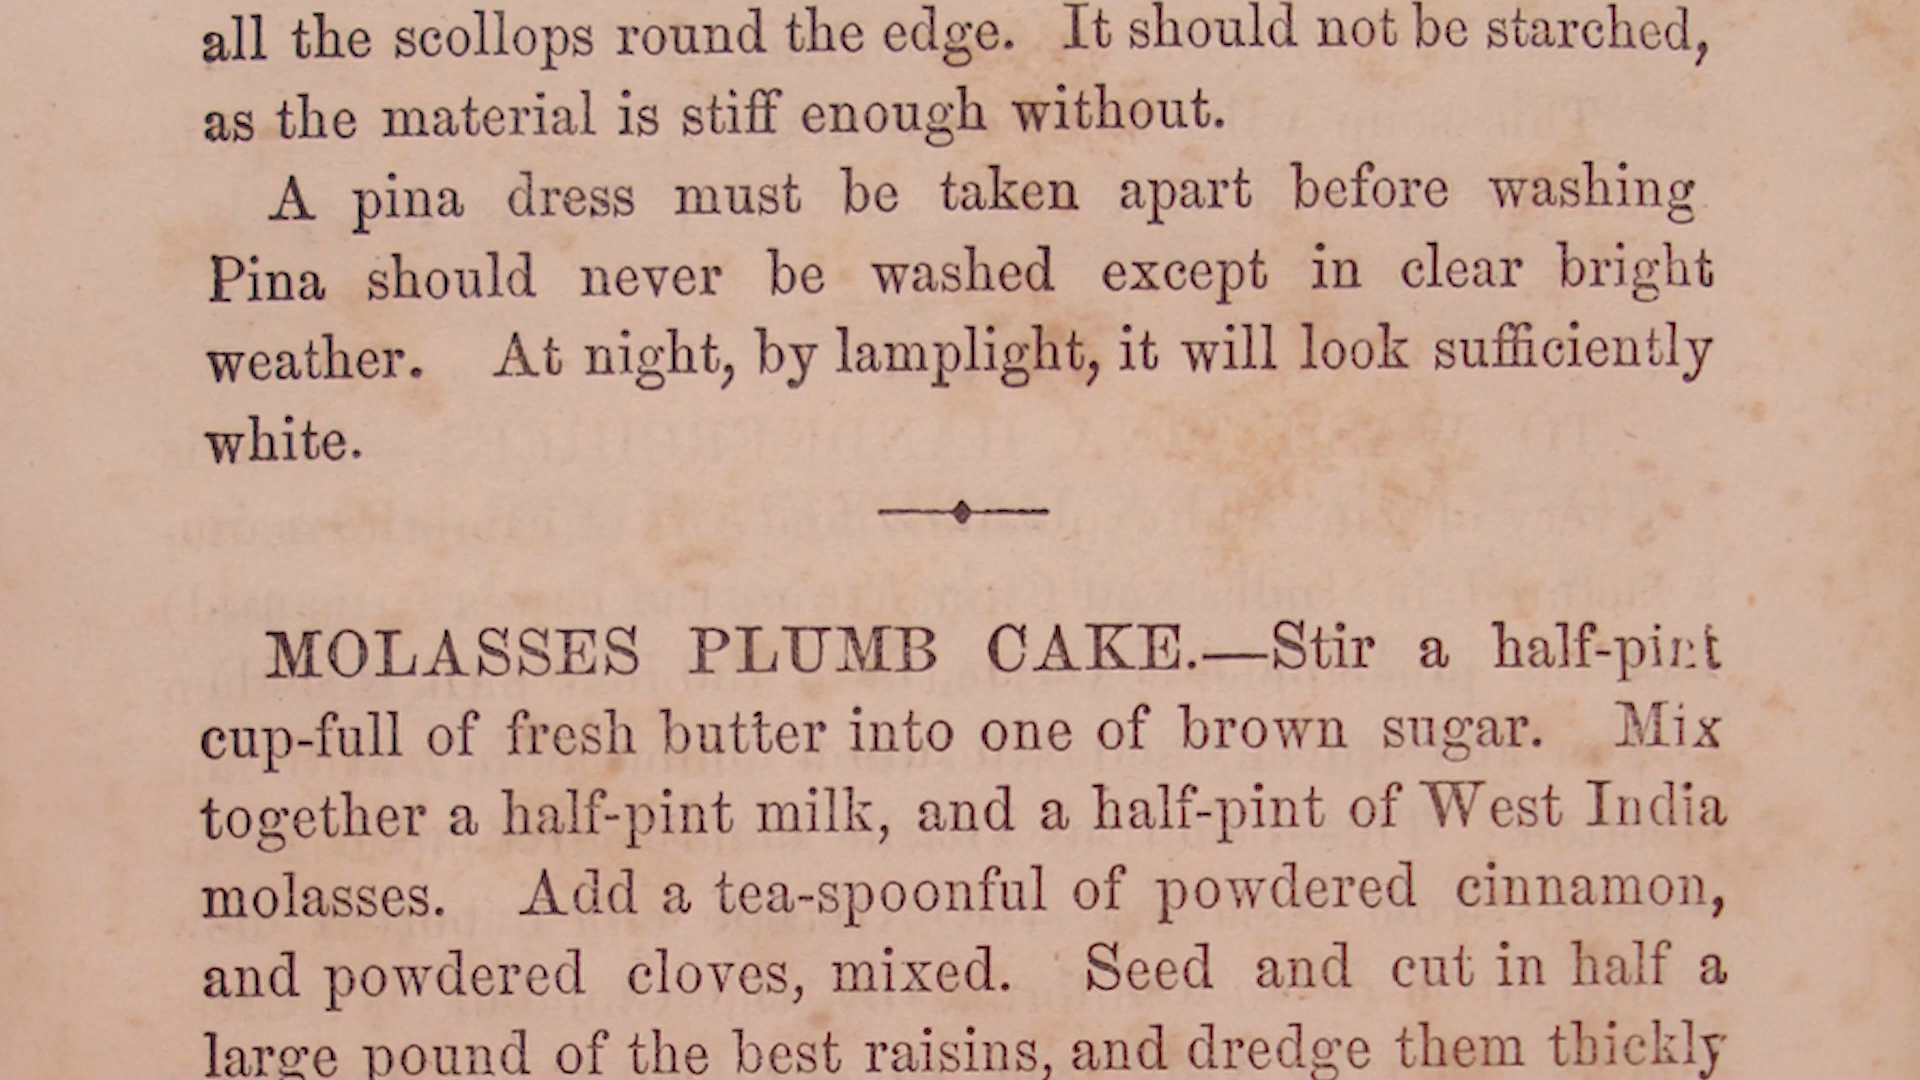 all the scollops round the edge. It should not be starched,
as the material is stiff enough without.
A pina dress must be taken apart before washing
Pina should never be washed except in clear bright
weather. At night, by lamplight, it will look sufficiently
white.
MOLASSES PLUMB CAKE.—Stir a half-pint
cup-full of fresh butter into one of brown sugar. Mix
together a half-pint milk, and a half-pint of West India
molasses. Add a tea-spoonful of powdered cinnamon,
and powdered cloves, mixed. Seed and cut in half a
large pound of the best raisins, and dredge them thickly